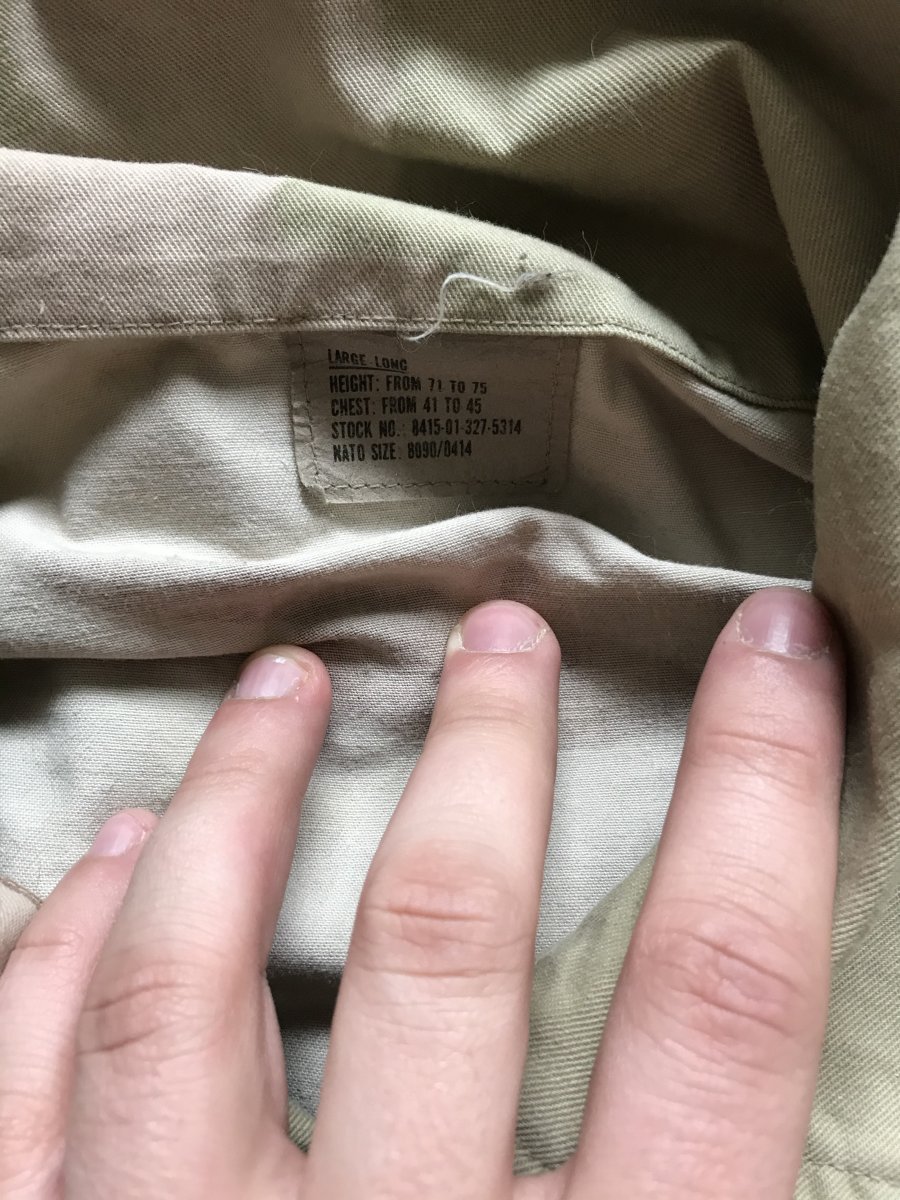 LARGE-LONG
HEIGHT: FROM 71 TO 75
CHEST: FROM 41 TO 45
STOCK NO.: 8415-01-327-5314
NATO SIZE: 8090/0414